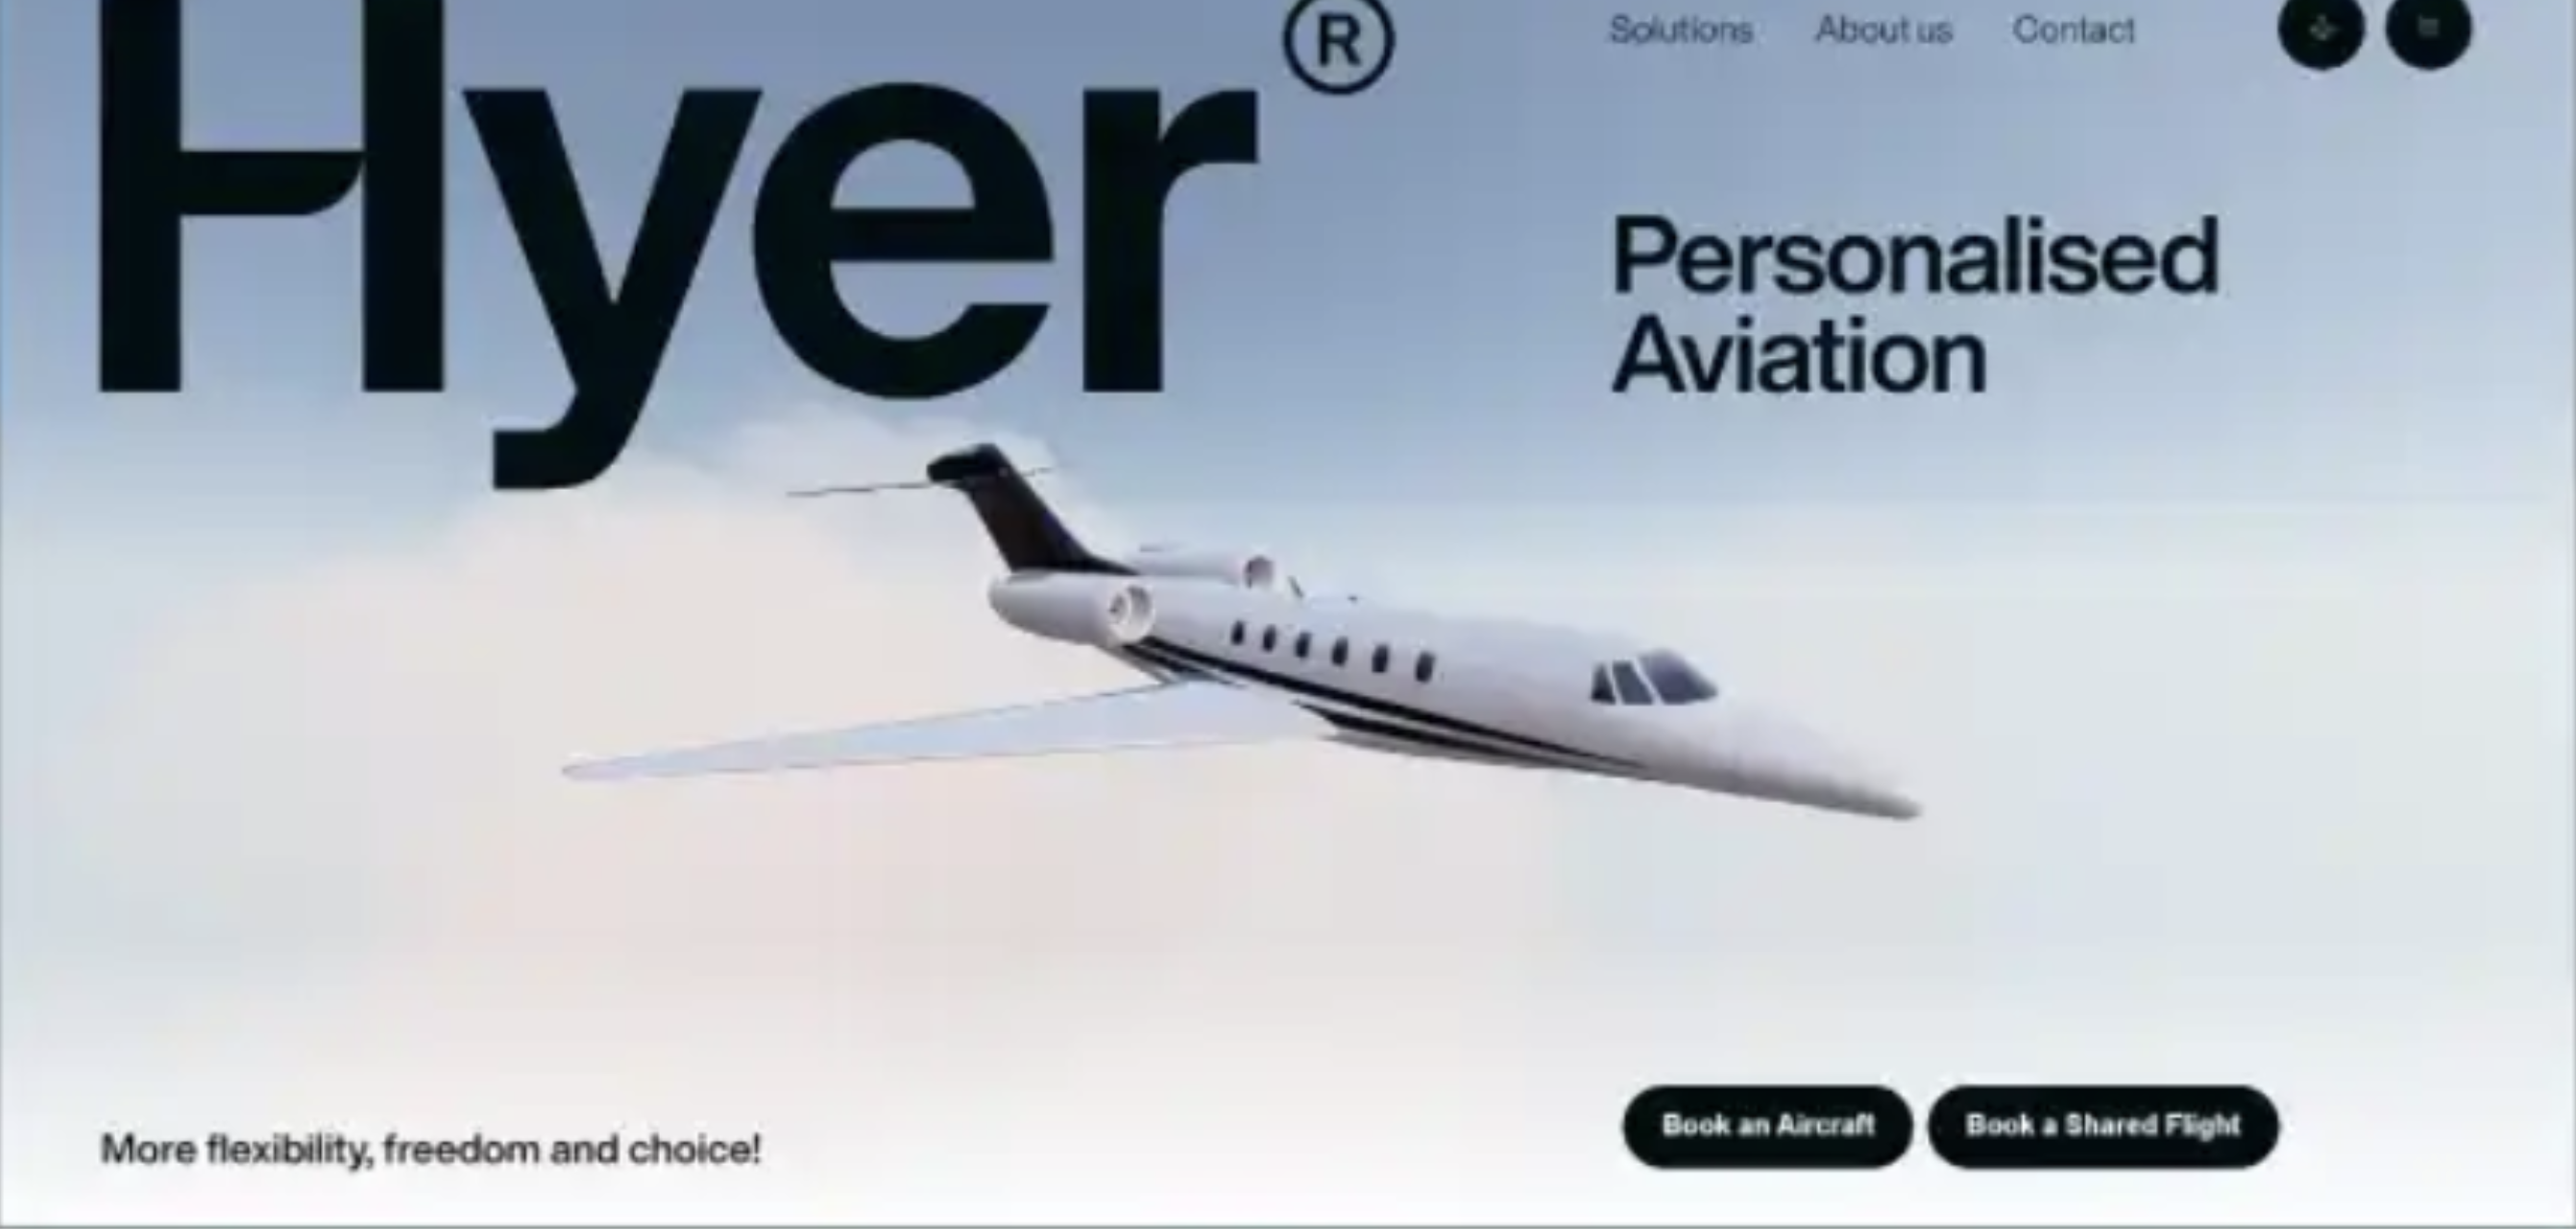 Hyer®
Solutions About us Contact
Personalised
Aviation
More flexibility, freedom and choice!
Book an Aircraft Book a Shared Flight